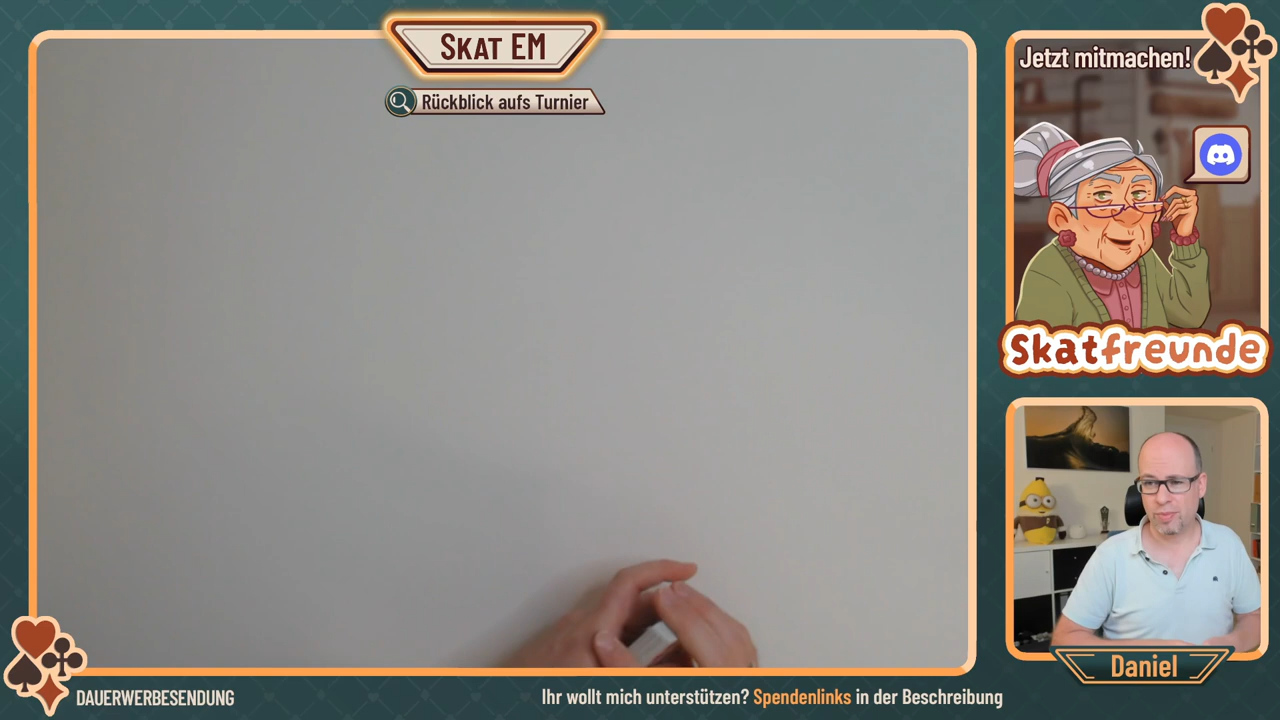 SKAT EM
Rückblick aufs Turnier
Jetzt mitmachen!
Skatfreunde
Daniel
DAUERWERBESENDUNG
Ihr wollt mich unterstützen? Spendenlinks in der Beschreibung